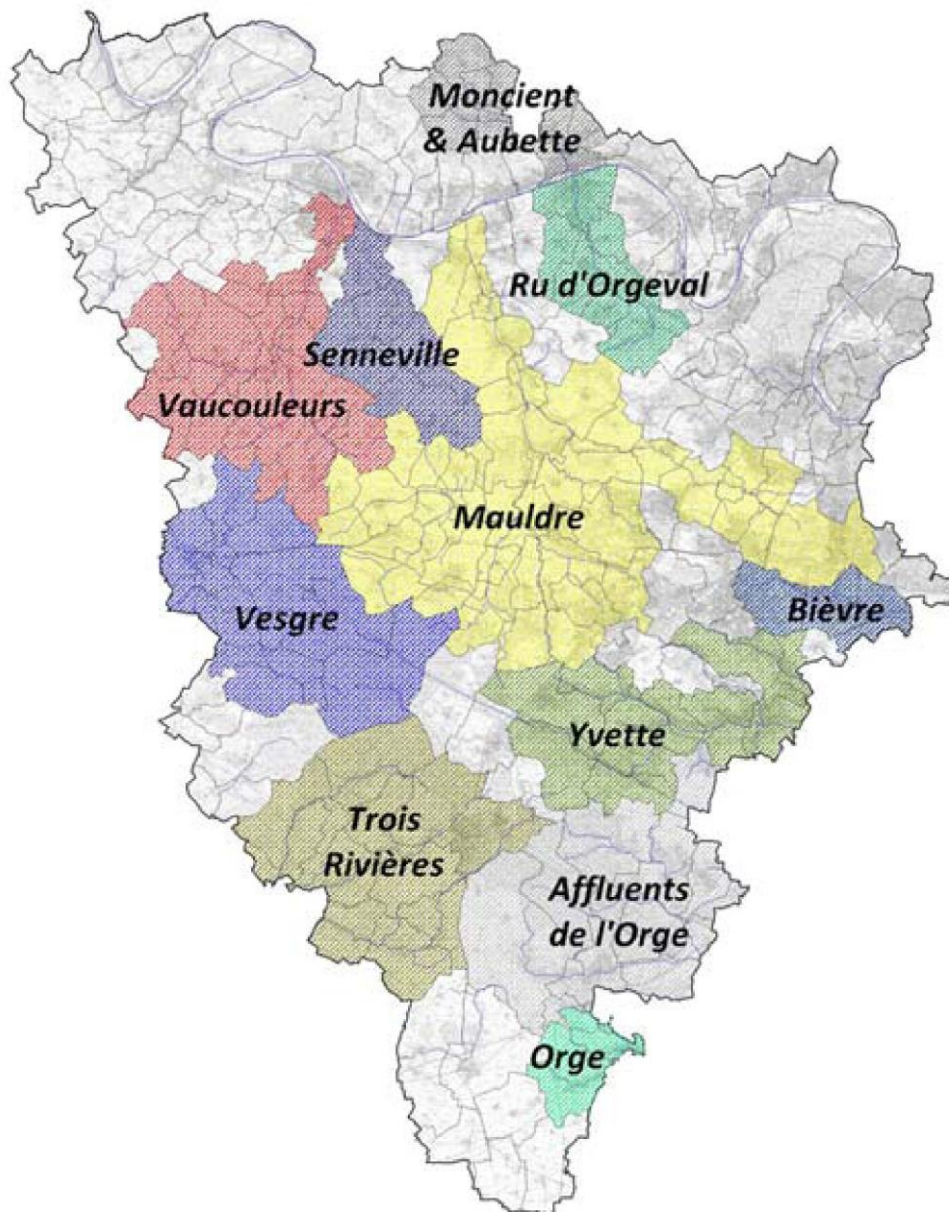 Moncient
& Aubette
Ru d'Orgeval
Senneville
Vaucouleurs
Mauldre
Bièvre
Vesgre
Yvette
Trois
Rivières
Affluents
de l'Orge
Orge